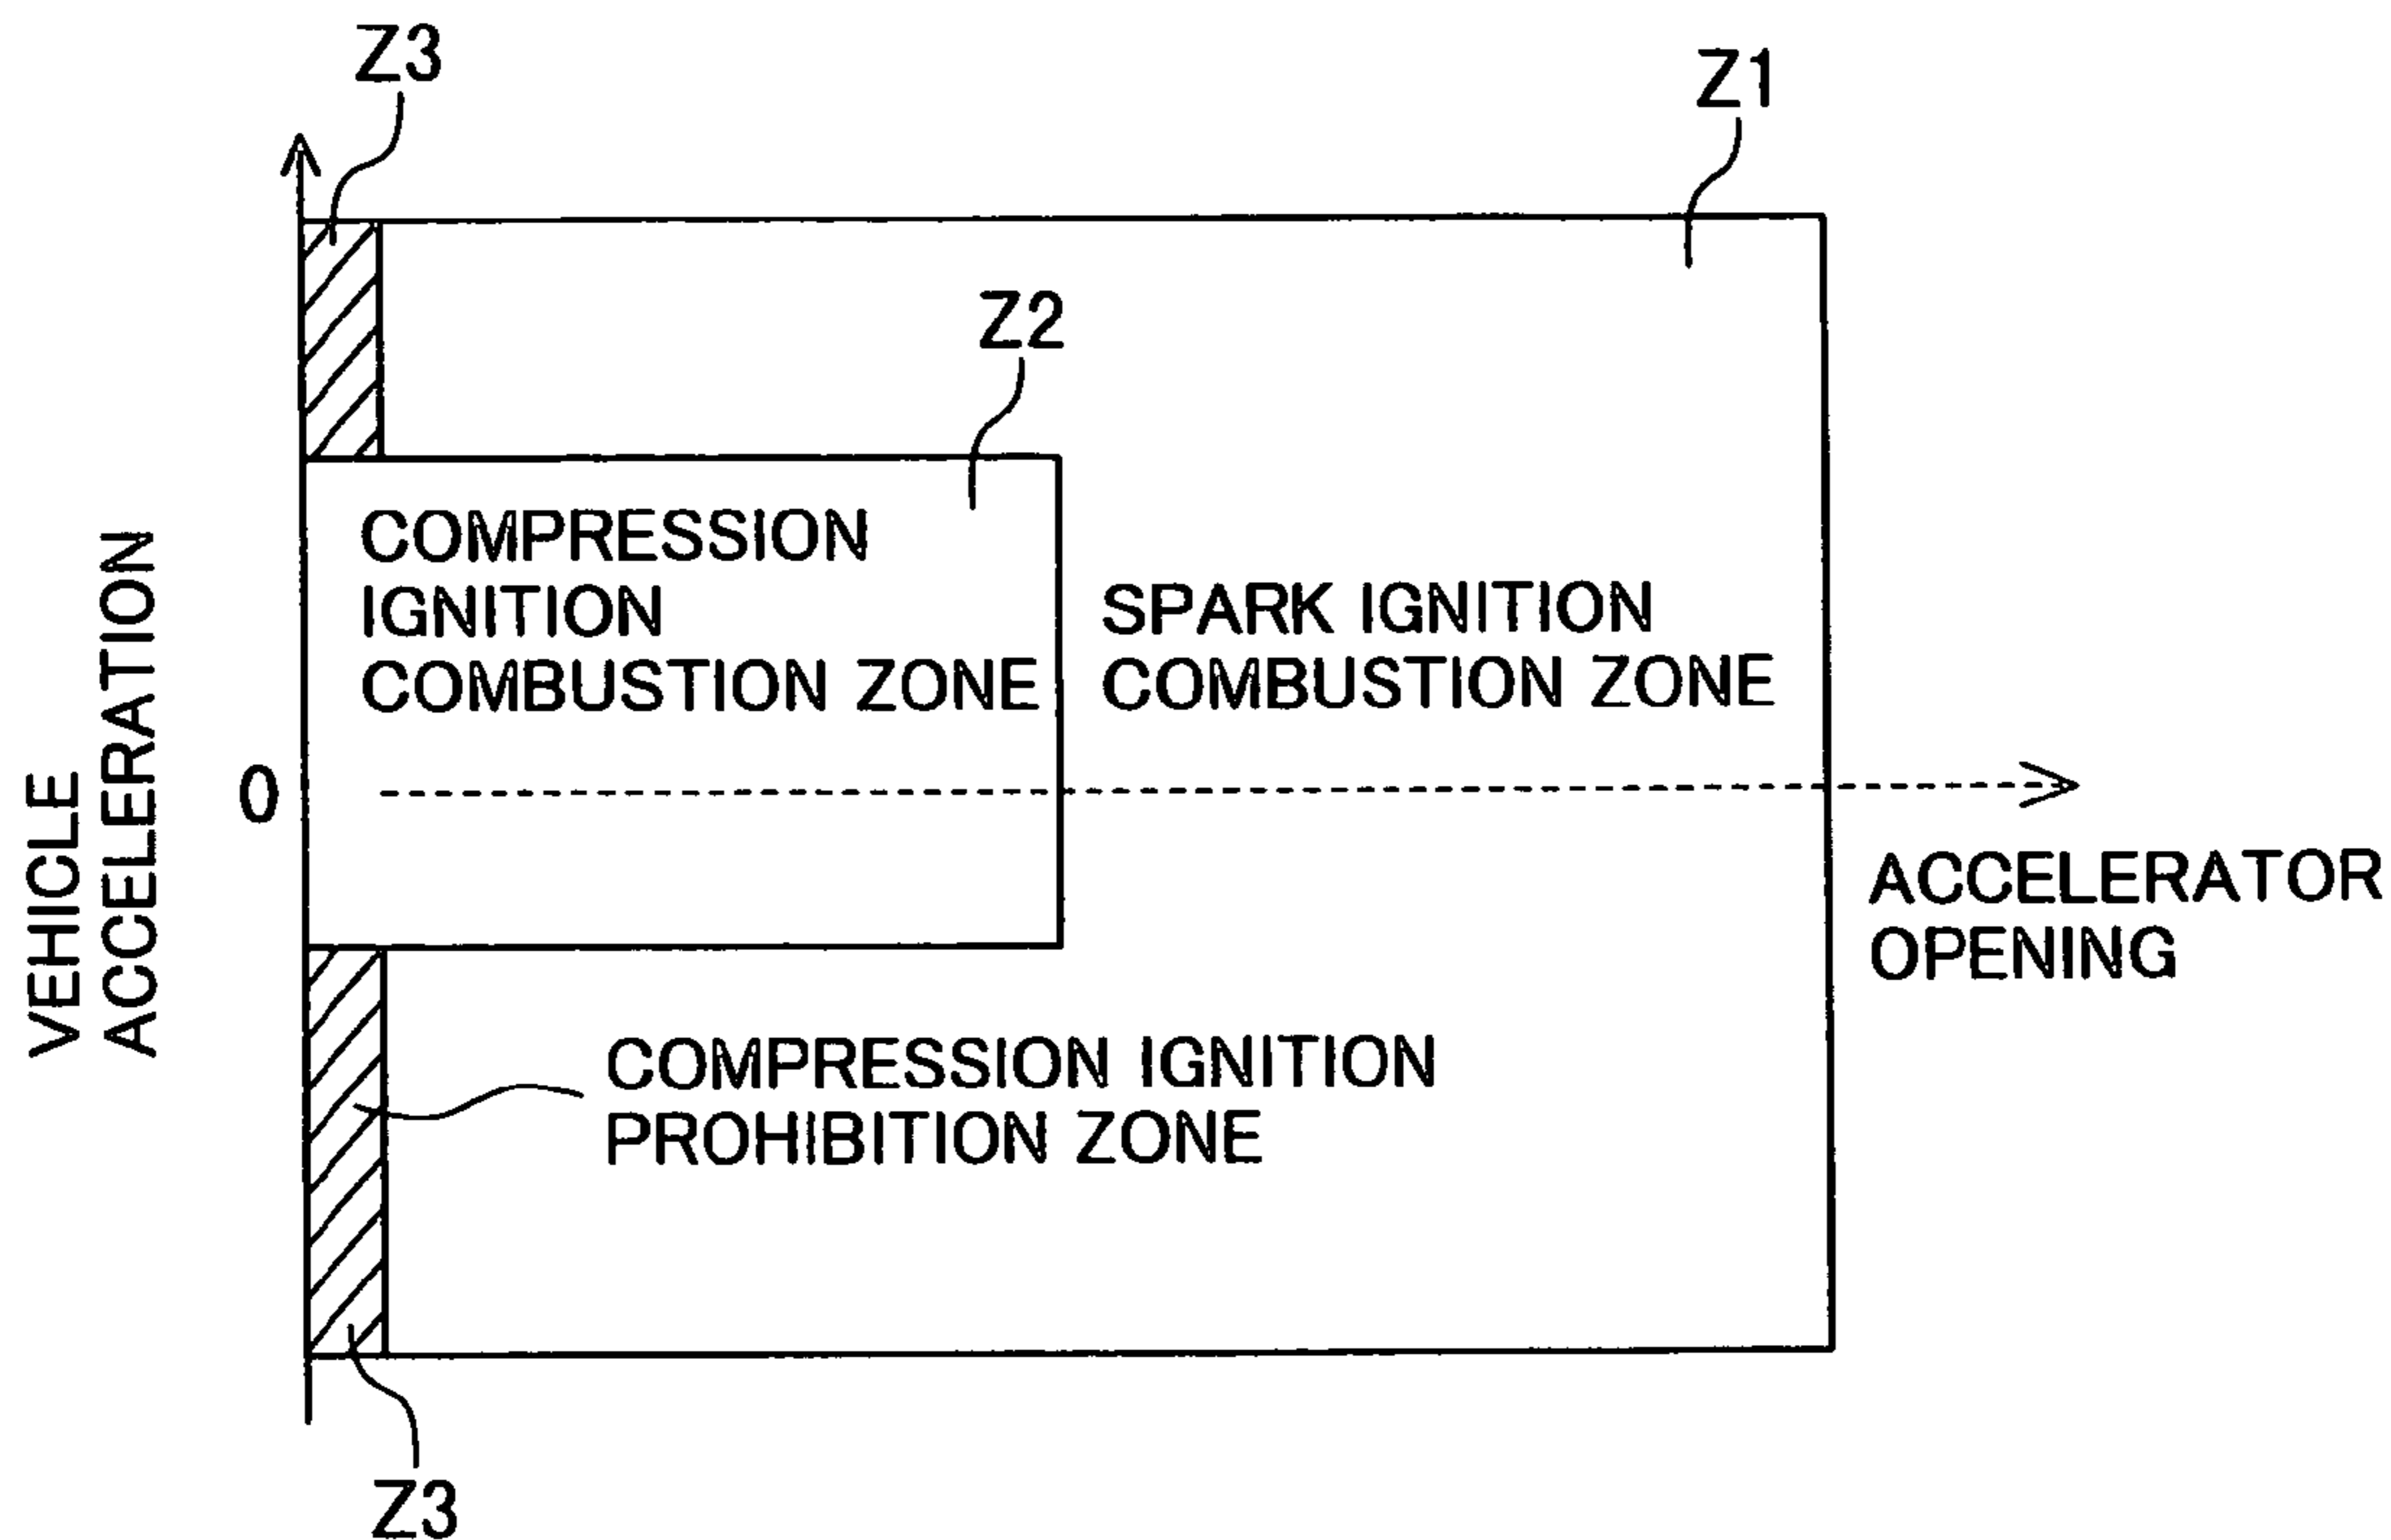 Z3
Z1
Z2
COMPRESSION
IGNITION
COMBUSTION ZONE
SPARK IGNITION
COMBUSTION ZONE
VEHICLE
ACCELERATION
0
ACCELERATOR
OPENING
COMPRESSION IGNITION
PROHIBITION ZONE
Z3